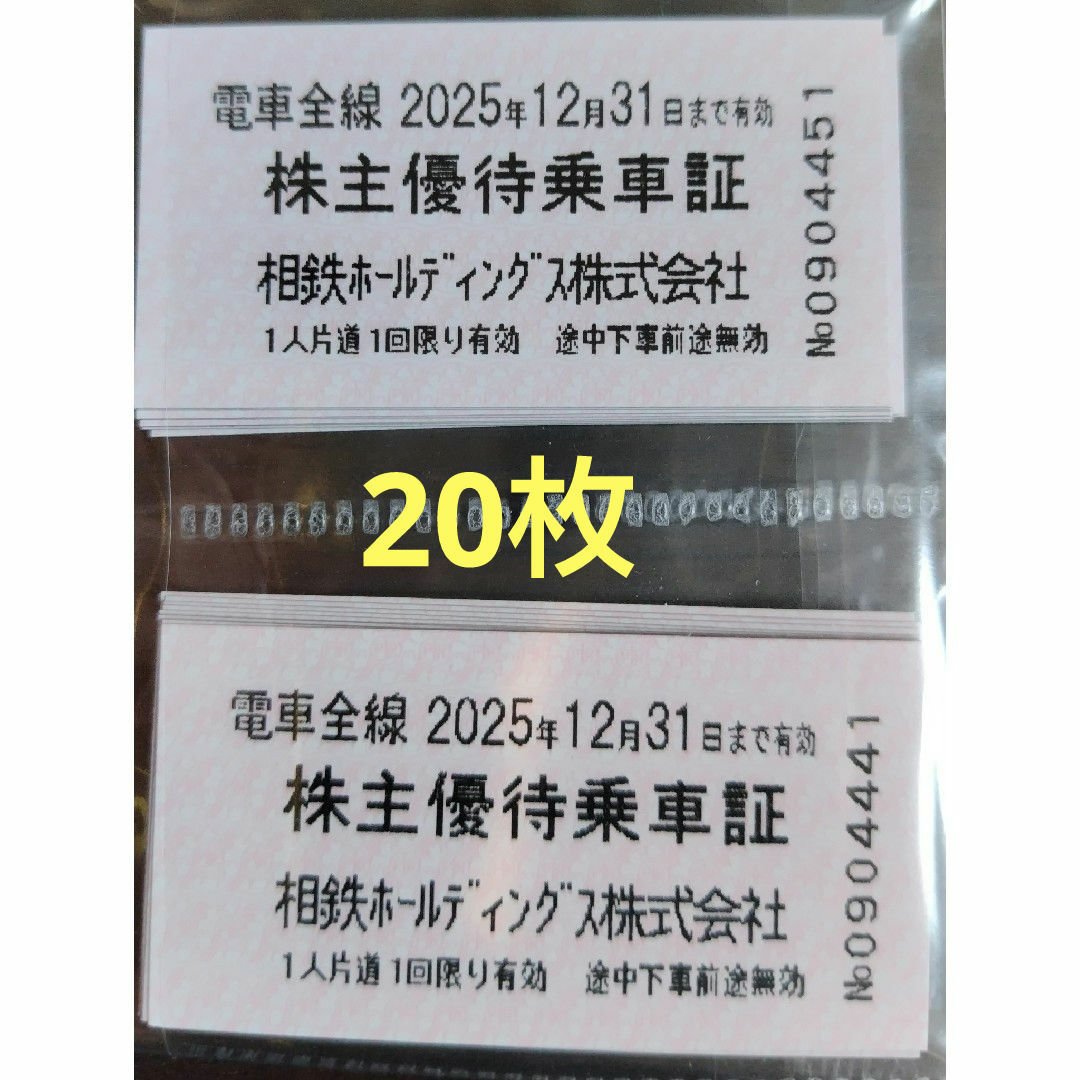 電車全線 2025年12月31日まで有効
株主優待乗車証
相鉄ホールディングス株式会社
1人片道1回限り有効 途中下車前途無効
№0904451
20枚
電車全線 2025年12月31日まで有効
株主優待乗車証
相鉄ホールディングス株式会社
1人片道1回限り有効 途中下車前途無効
№0904441